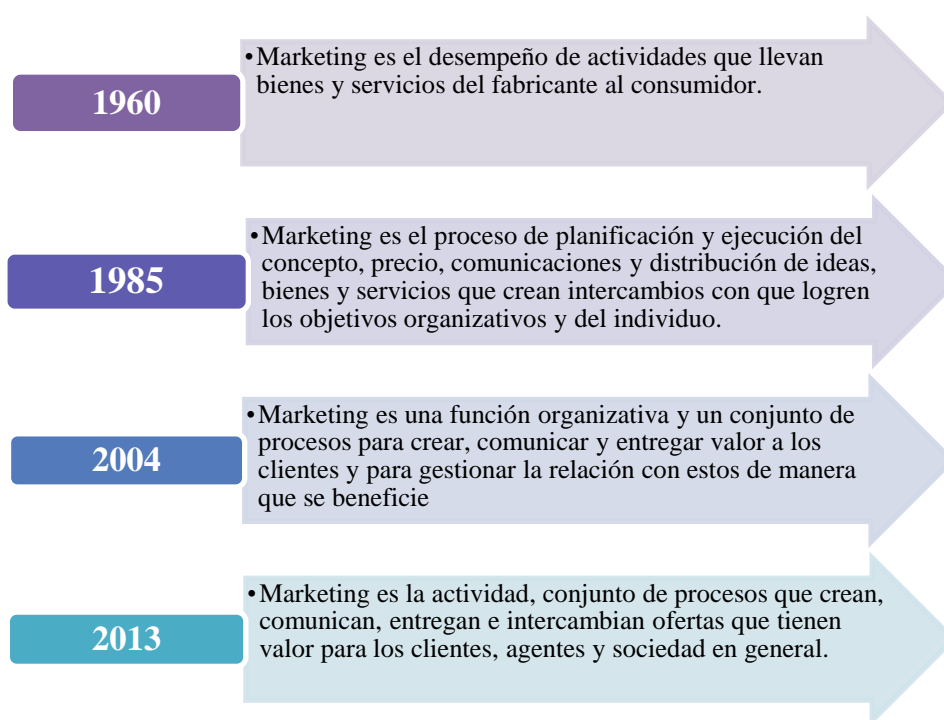 1960
•Marketing es el desempeño de actividades que llevan
bienes y servicios del fabricante al consumidor.
1985
•Marketing es el proceso de planificación y ejecución del
concepto, precio, comunicaciones y distribución de ideas,
bienes y servicios que crean intercambios con que logren
los objetivos organizativos y del individuo.
2004
•Marketing es una función organizativa y un conjunto de
procesos para crear, comunicar y entregar valor a los
clientes y para gestionar la relación con estos de manera
que se beneficie
2013
•Marketing es la actividad, conjunto de procesos que crean,
comunican, entregan e intercambian ofertas que tienen
valor para los clientes, agentes y sociedad en general.